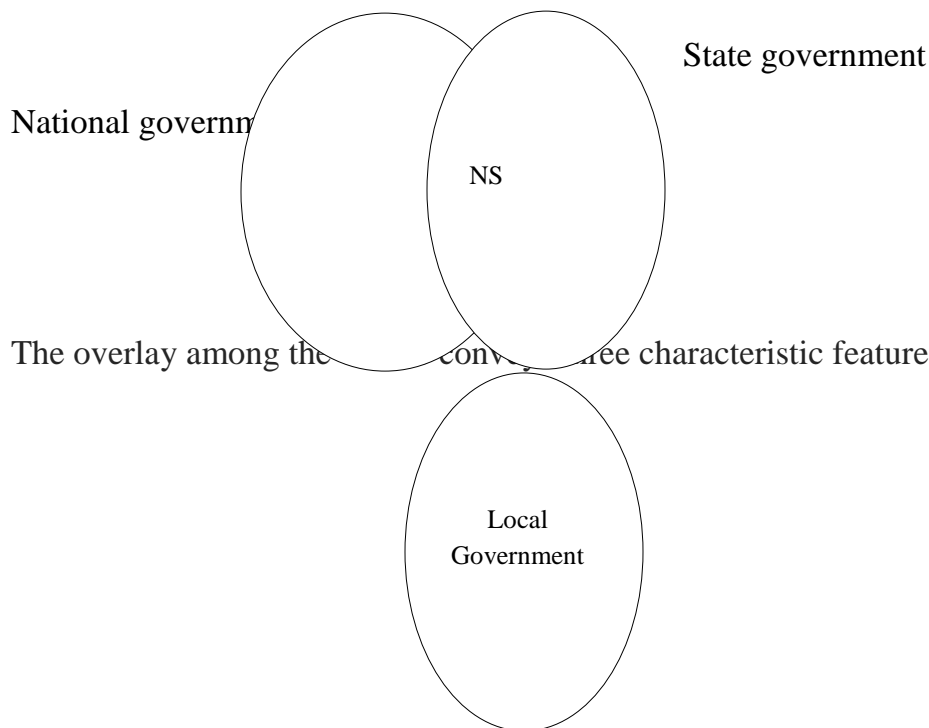 State government
National governm
NS
The overlay among the conv ree characteristic feature
Local
Government